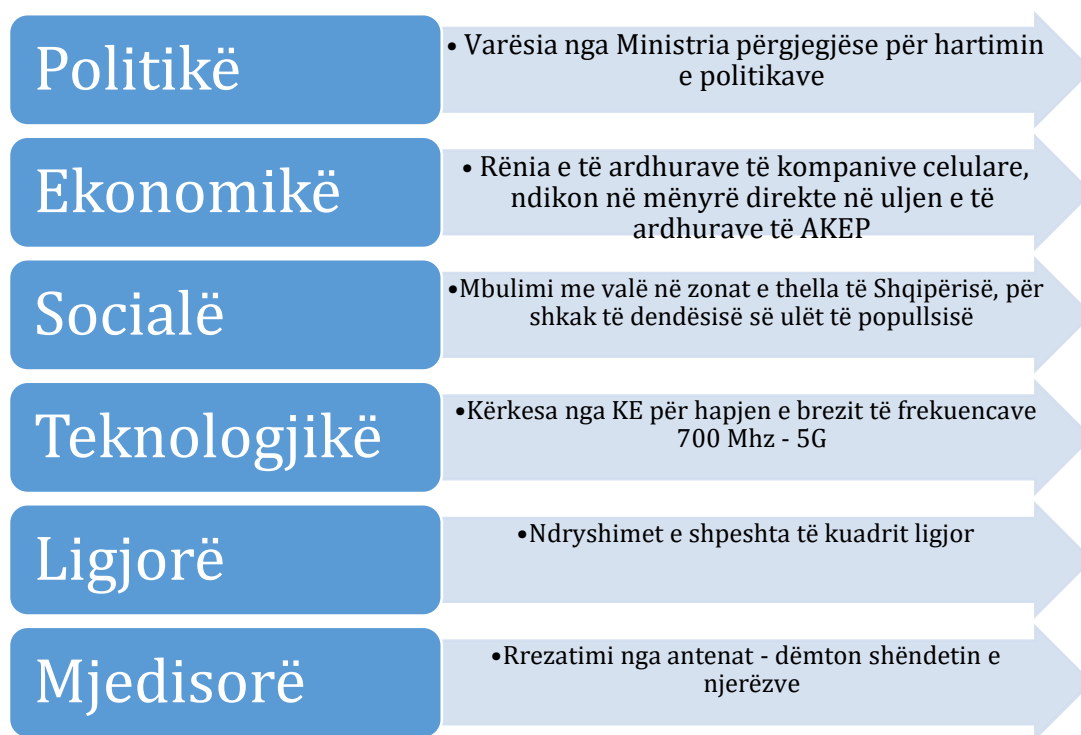 Politikë
• Varësia nga Ministria përgjegjëse për hartimin
e politikave
Ekonomikë
• Rënia e të ardhurave të kompanive celulare,
ndikon në mënyrë direkte në uljen e të
ardhurave të AKEP
Socialë
•Mbulimi me valë në zonat e thella të Shqipërisë, për
shkak të dendësisë së ulët të popullsisë
Teknologjikë
•Kërkesa nga KE për hapjen e brezit të frekuencave
700 Mhz - 5G
Ligjorë
•Ndryshimet e shpeshta të kuadrit ligjor
Mjedisorë
•Rrezatimi nga antenat - dëmton shëndetin e
njerëzve